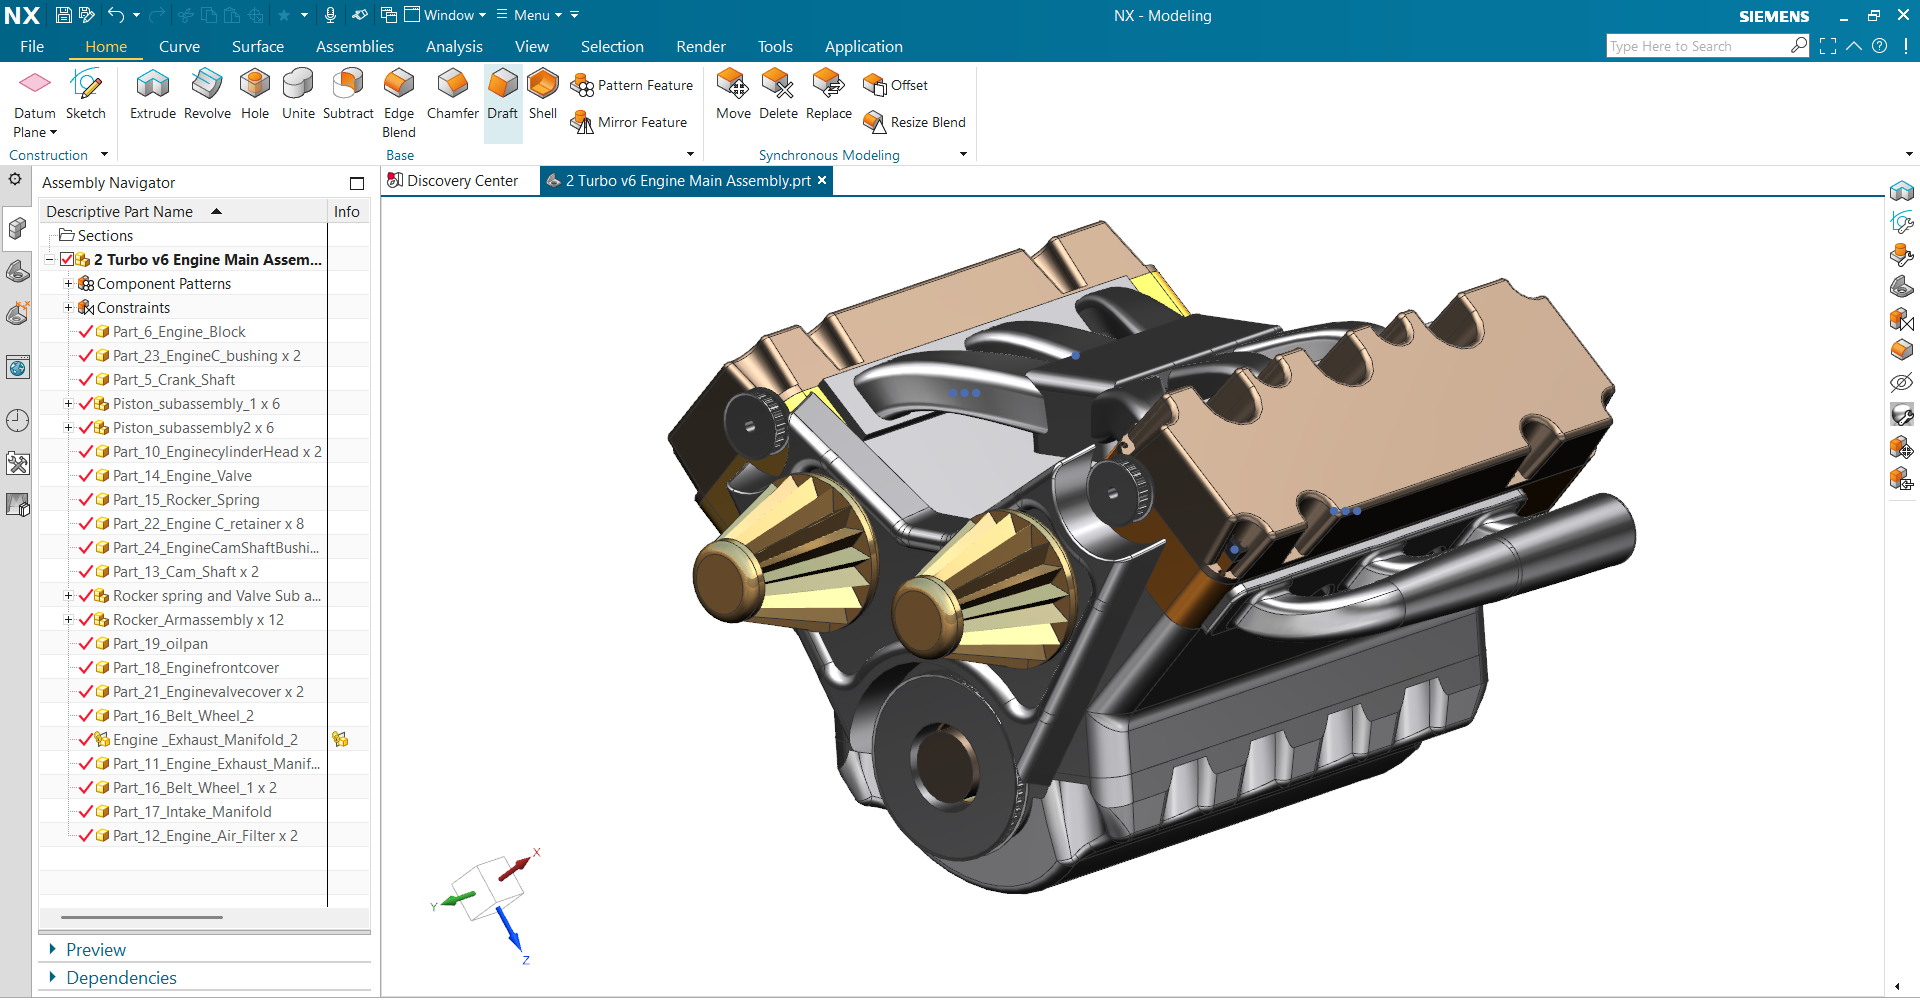 NX Window Menu NX - Modeling SIEMENS
File Home Curve Surface Assemblies Analysis View Selection Render Tools Application Type Here to Search
Datum Plane Sketch Extrude Revolve Hole Unite Subtract Edge Blend Chamfer Draft Shell Pattern Feature Move Delete Replace Offset
Mirror Feature Resize Blend
Construction Base Synchronous Modeling
Assembly Navigator
Discovery Center 2 Turbo v6 Engine Main Assembly.prt
Descriptive Part Name Info
Sections
2 Turbo v6 Engine Main Assem...
Component Patterns
Constraints
Part_6_Engine_Block
Part_23_EngineC_bushing x 2
Part_5_Crank_Shaft
Piston_subassembly_1 x 6
Piston_subassembly2 x 6
Part_10_EnginecylinderHead x 2
Part_14_Engine_Valve
Part_15_Rocker_Spring
Part_22_Engine C_retainer x 8
Part_24_EngineCamShaftBushi...
Part_13_Cam_Shaft x 2
Rocker spring and Valve Sub a...
Rocker_Armassembly x 12
Part_19_oilpan
Part_18_Enginefrontcover
Part_21_Enginevalvecover x 2
Part_16_Belt_Wheel_2
Engine _Exhaust_Manifold_2
Part_11_Engine_Exhaust_Manif...
Part_16_Belt_Wheel_1 x 2
Part_17_Intake_Manifold
Part_12_Engine_Air_Filter x 2
X
Y
Z
Preview
Dependencies